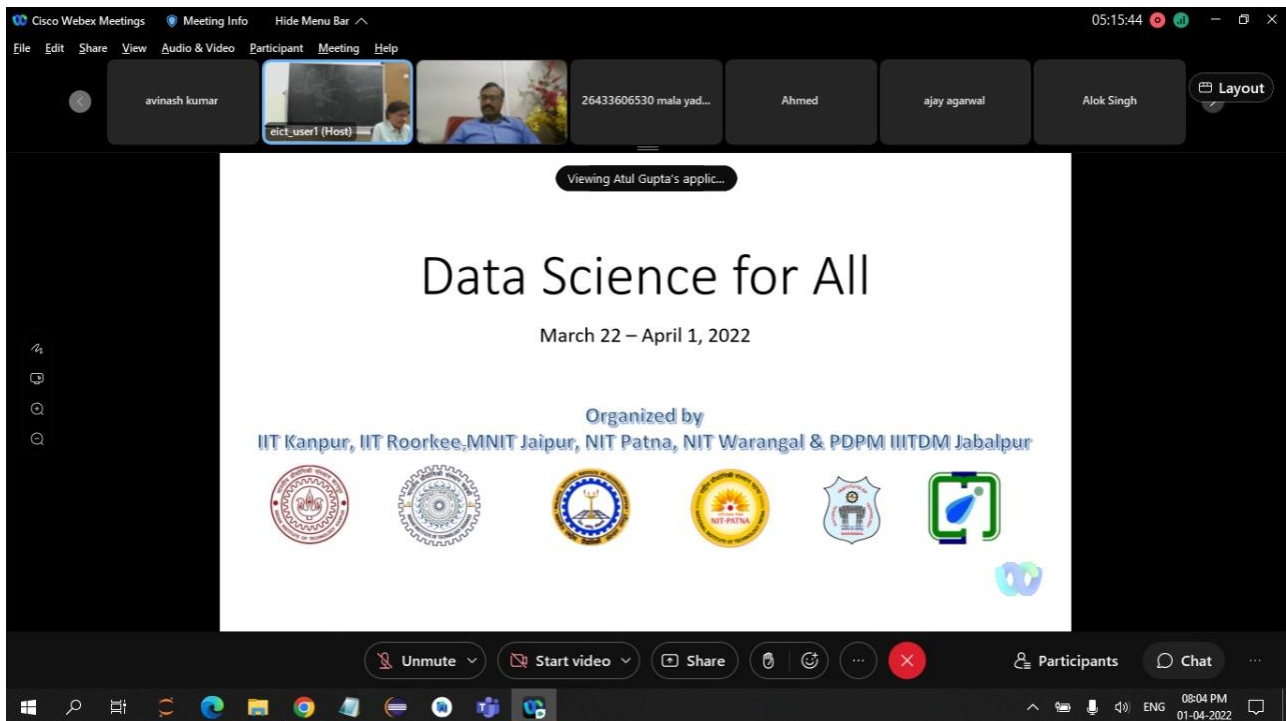 Cisco Webex Meetings Meeting Info Hide Menu Bar 05:15:44
File Edit Share View Audio & Video Participant Meeting Help
avinash kumar
eict_user1 (Host)
26433606530 mala yad...
Ahmed
ajay agarwal
Alok Singh
Layout
Viewing Atul Gupta's applic...
Data Science for All
March 22 – April 1, 2022
Organized by
IIT Kanpur, IIT Roorkee,MNIT Jaipur, NIT Patna, NIT Warangal & PDPM IIITDM Jabalpur
NIT-PATNA
Unmute Start video Share Participants Chat
ENG 08:04 PM
01-04-2022